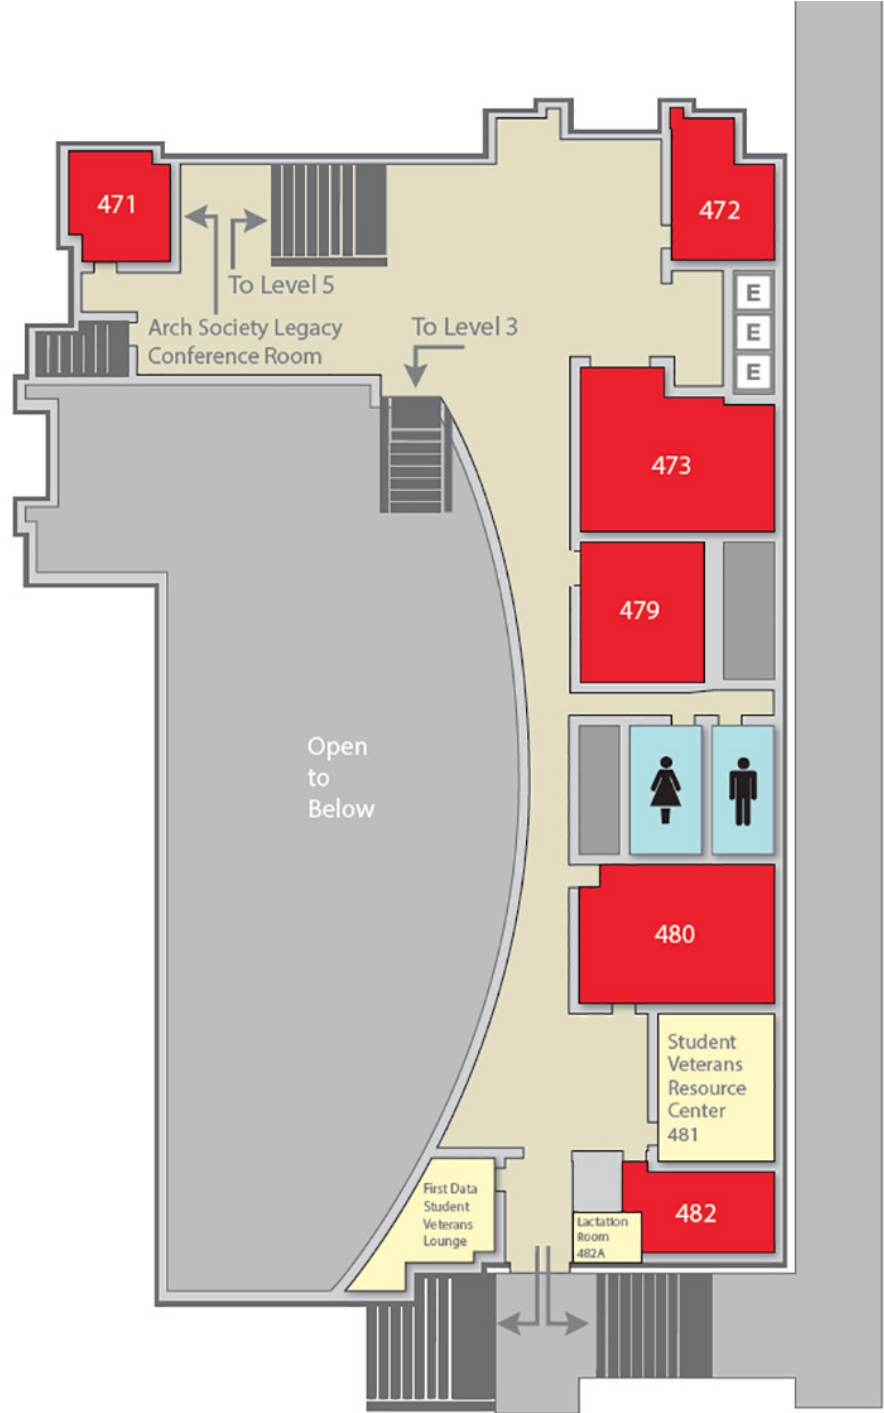 471
472
To Level 5
E
Arch Society Legacy
Conference Room
To Level 3
E
E
473
479
Open
to
Below
480
Student
Veterans
Resource
Center
481
First Data
Student
Veterans
Lounge
482
Lactation
Room
482A